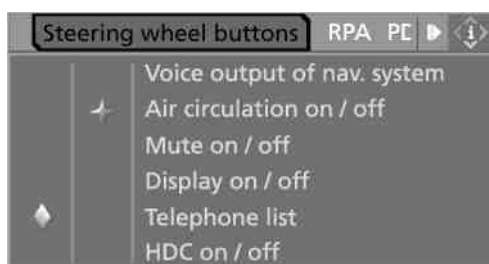 Steering wheel buttons RPA PD i
Voice output of nav. system
Air circulation on / off
Mute on / off
Display on / off
Telephone list
HDC on / off